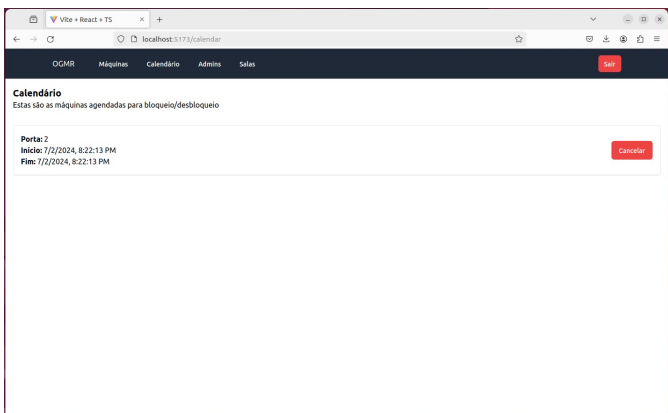 Vite + React + TS
localhost:5173/calendar
OGMR Máquinas Calendário Admins Salas Sair
Calendário
Estas são as máquinas agendadas para bloqueio/desbloqueio
Porta: 2
Início: 7/2/2024, 8:22:13 PM
Fim: 7/2/2024, 8:22:13 PM
Cancelar